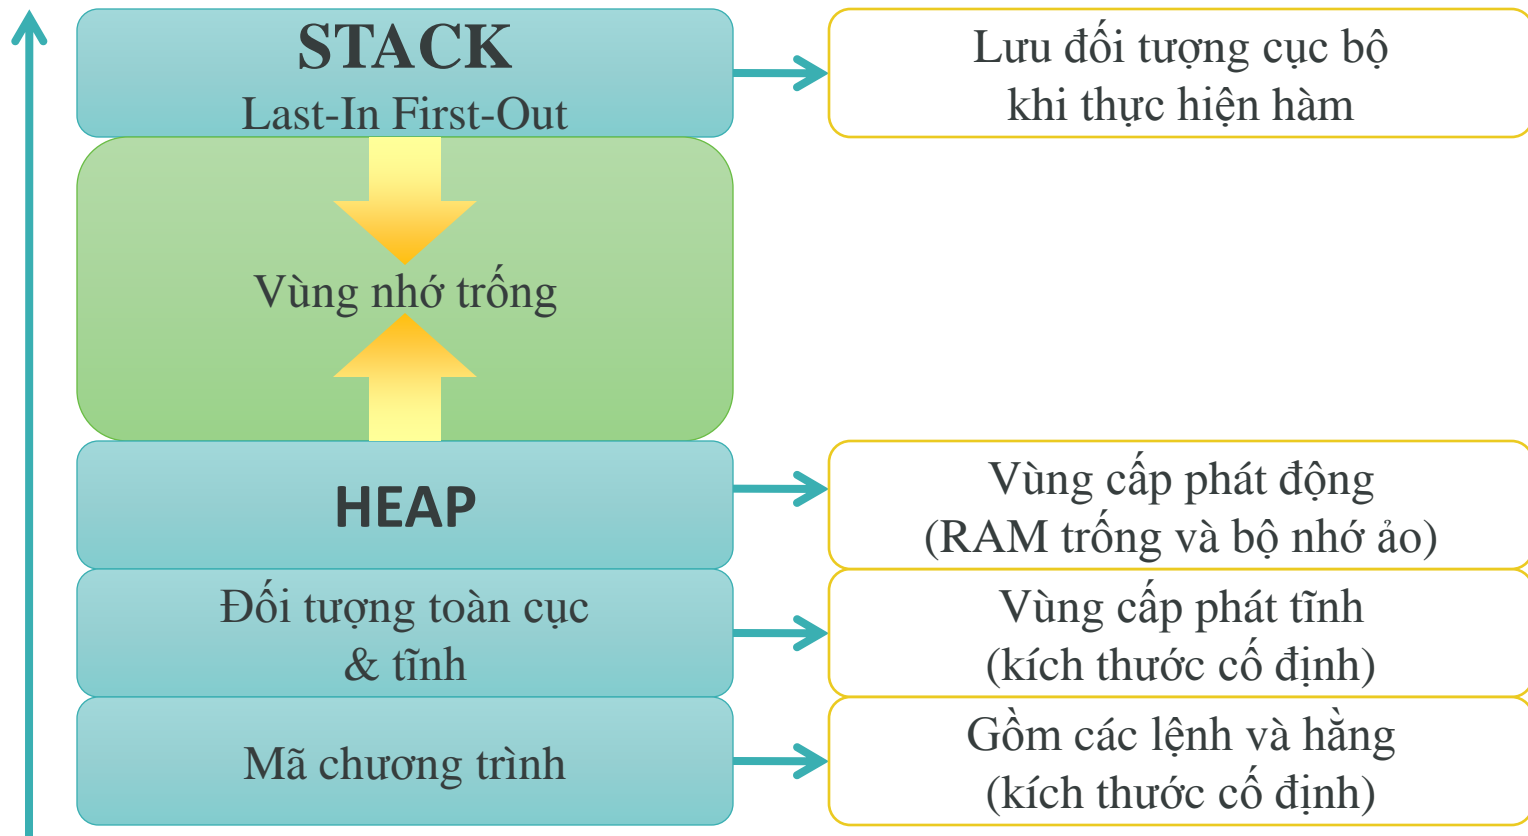 STACK
Last-In First-Out
Lưu đối tượng cục bộ
khi thực hiện hàm
Vùng nhớ trống
HEAP
Vùng cấp phát động
(RAM trống và bộ nhớ ảo)
Đối tượng toàn cục
& tĩnh
Vùng cấp phát tĩnh
(kích thước cố định)
Mã chương trình
Gồm các lệnh và hằng
(kích thước cố định)